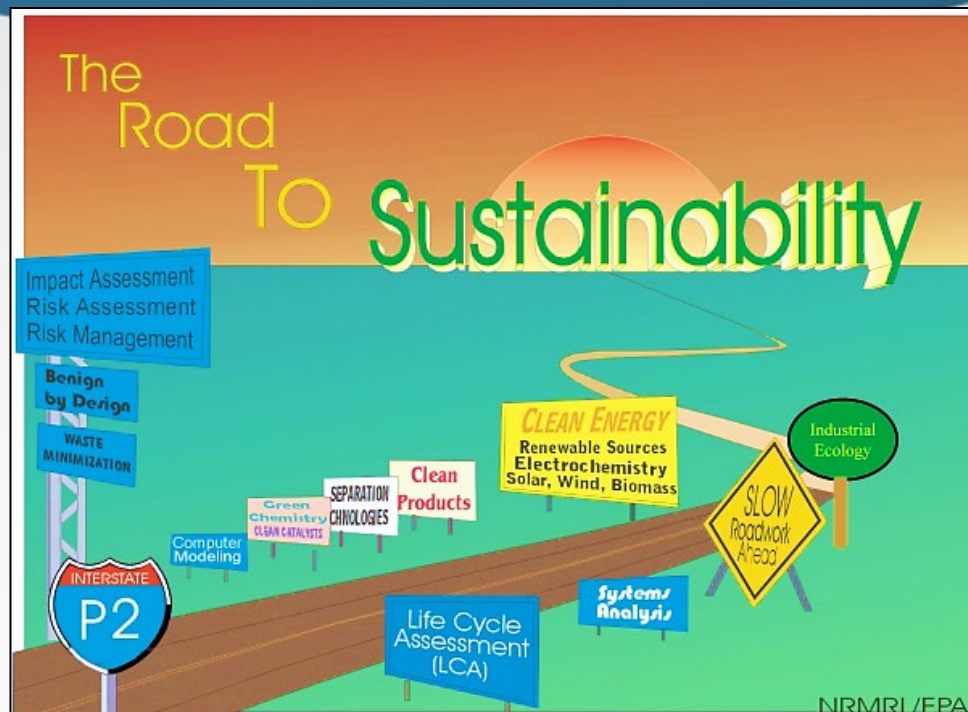 The
Road
To
Sustainability
Impact Assessment
Risk Assessment
Risk Management
Benign
by Design
WASTE
MINIMIZATION
INTERSTATE
P2
Computer
Modeling
Green
Chemistry
CLEAN CATALYSTS
SEPARATION
CHNOLOGIES
Clean
Products
CLEAN ENERGY
Renewable Sources
Electrochemistry
Solar, Wind, Biomass
Life Cycle
Assessment
(LCA)
Systems
Analysis
SLOW
Roadwork
Ahead
Industrial
Ecology
NRMRL/EPA